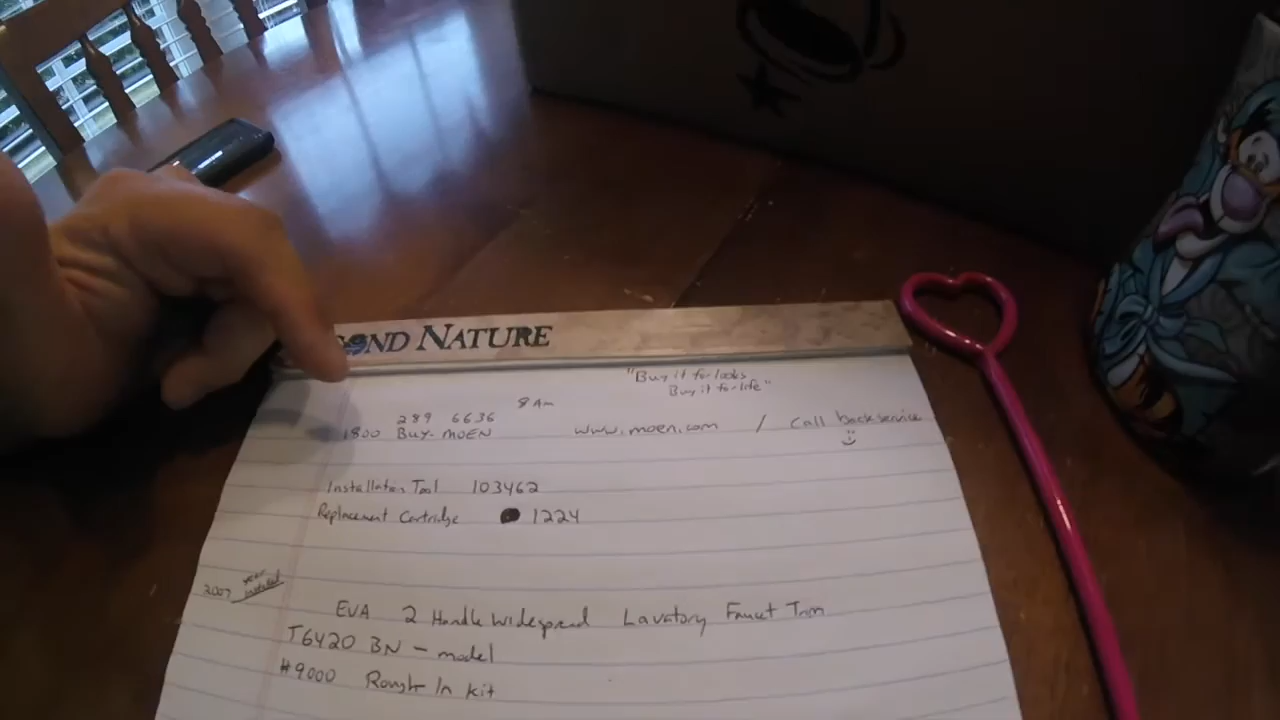 OND NATURE
"Buy it for looks
Buy it for life"
8 Am
289 6636
1800 BUY-MOEN www.moen.com / Call back service
Installation Tool 103462
Replacement Cartridge 1224
2007 year installed
EVA 2 Handle Widespread Lavatory Faucet Trim
T6420 BN - model
#9000 Rough In kit